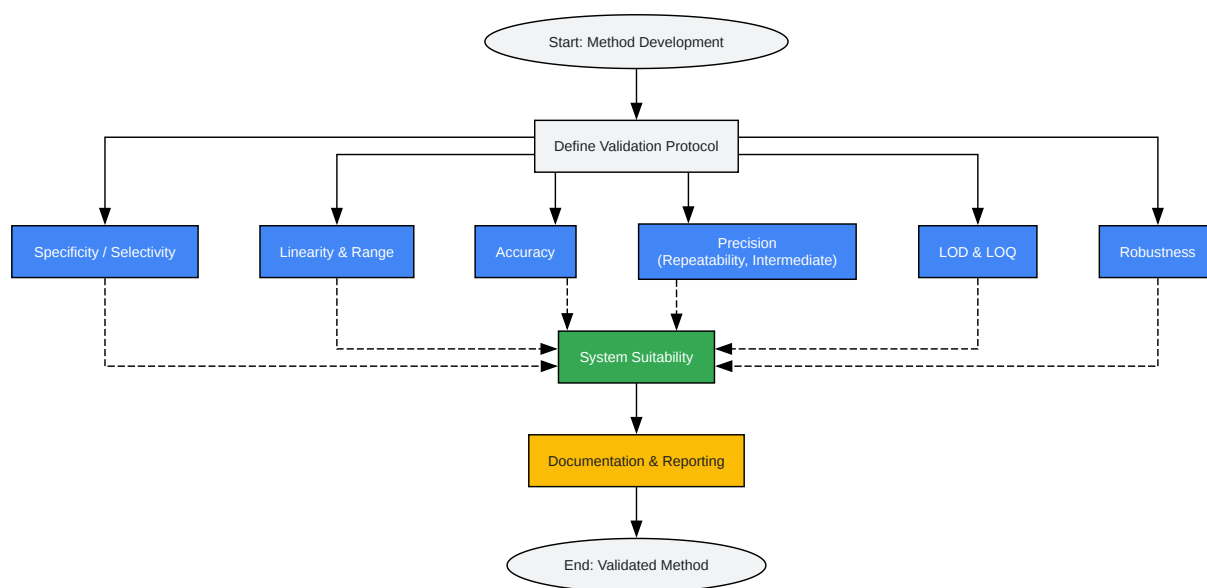 Start: Method Development
Define Validation Protocol
Specificity / Selectivity
Linearity & Range
Accuracy
Precision
(Repeatability, Intermediate)
LOD & LOQ
Robustness
System Suitability
Documentation & Reporting
End: Validated Method